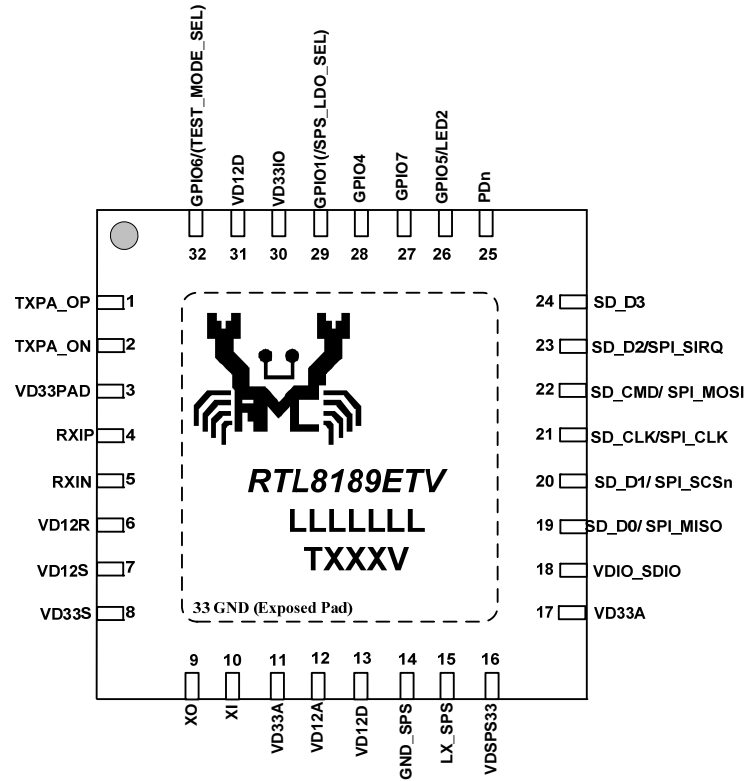 GPIO6/(TEST_MODE_SEL)
VD12D
VD33IO
GPIO1(/SPS_LDO_SEL)
GPIO4
GPIO7
GPIO5/LED2
PDn
32 31 30 29 28 27 26 25
TXPA_OP 1
TXPA_ON 2
VD33PAD 3
RXIP 4
RXIN 5
VD12R 6
VD12S 7
VD33S 8
24 SD_D3
23 SD_D2/SPI_SIRQ
22 SD_CMD/ SPI_MOSI
21 SD_CLK/SPI_CLK
20 SD_D1/ SPI_SCSn
19 SD_D0/ SPI_MISO
18 VDIO_SDIO
17 VD33A
RTL8189ETV
LLLLLLL
TXXXV
33 GND (Exposed Pad)
9 10 11 12 13 14 15 16
XO
XI
VD33A
VD12A
VD12D
GND_SPS
LX_SPS
VDSPS33